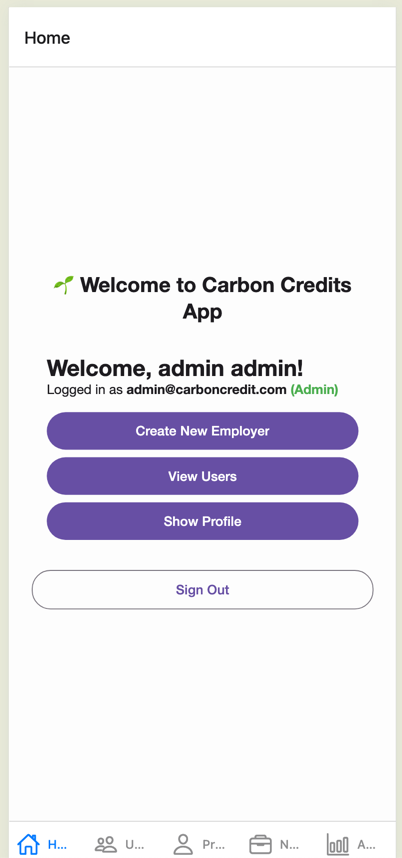 Home
🌱 Welcome to Carbon Credits
App
Welcome, admin admin!
Logged in as admin@carboncredit.com (Admin)
Create New Employer
View Users
Show Profile
Sign Out
H... U... Pr... N... A...